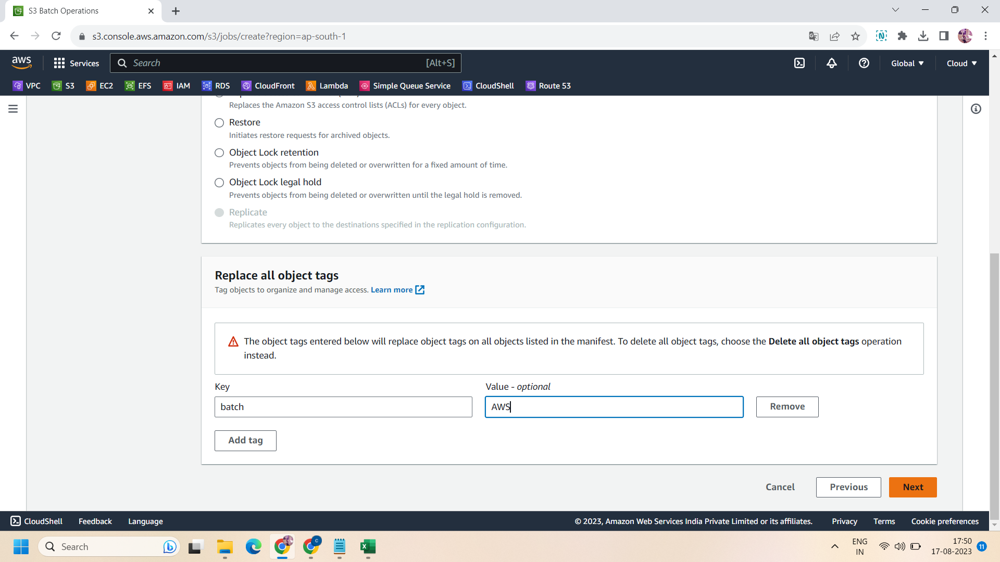 S3 Batch Operations
s3.console.aws.amazon.com/s3/jobs/create?region=ap-south-1
aws
Services
Search
[Alt+S]
Global
Cloud
VPC
S3
EC2
EFS
IAM
RDS
CloudFront
Lambda
Simple Queue Service
CloudShell
Route 53
Replaces the Amazon S3 access control lists (ACLs) for every object.
Restore
Initiates restore requests for archived objects.
Object Lock retention
Prevents objects from being deleted or overwritten for a fixed amount of time.
Object Lock legal hold
Prevents objects from being deleted or overwritten until the legal hold is removed.
Replicate
Replicates every object to the destinations specified in the replication configuration.
Replace all object tags
Tag objects to organize and manage access. Learn more
The object tags entered below will replace object tags on all objects listed in the manifest. To delete all object tags, choose the Delete all object tags operation
instead.
Key
Value - optional
batch
AWS
Remove
Add tag
Cancel
Previous
Next
CloudShell
Feedback
Language
© 2023, Amazon Web Services India Private Limited or its affiliates.
Privacy
Terms
Cookie preferences
Search
ENG
IN
17:50
17-08-2023
11